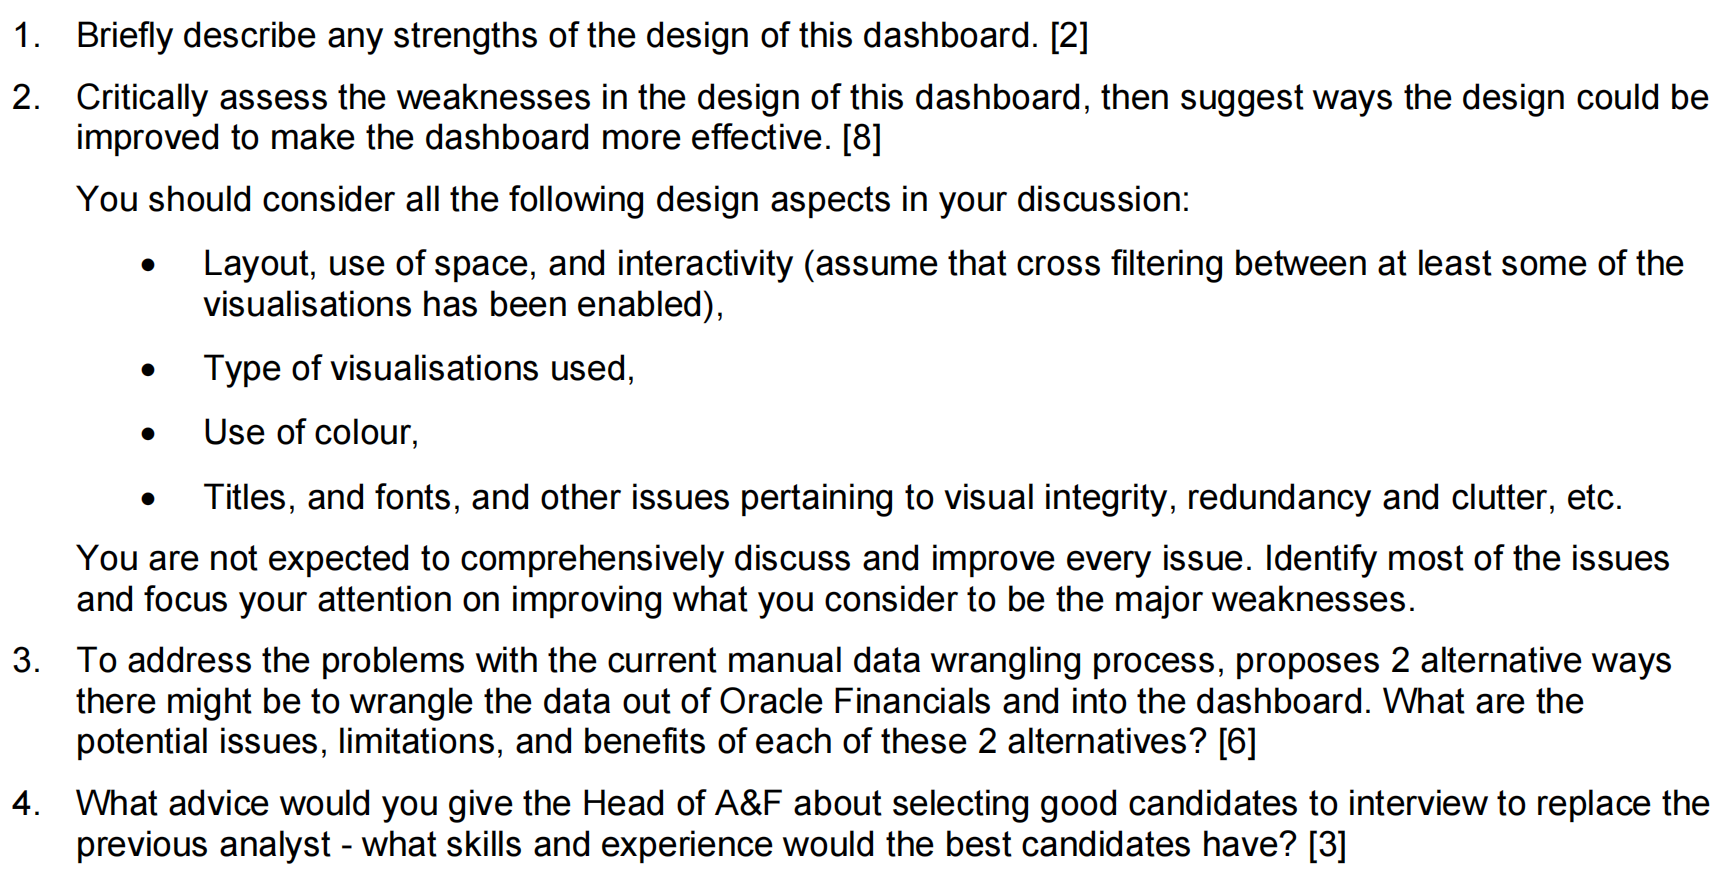 1. Briefly describe any strengths of the design of this dashboard. [2]
2. Critically assess the weaknesses in the design of this dashboard, then suggest ways the design could be
improved to make the dashboard more effective. [8]
You should consider all the following design aspects in your discussion:
• Layout, use of space, and interactivity (assume that cross filtering between at least some of the
visualisations has been enabled),
• Type of visualisations used,
• Use of colour,
• Titles, and fonts, and other issues pertaining to visual integrity, redundancy and clutter, etc.
You are not expected to comprehensively discuss and improve every issue. Identify most of the issues
and focus your attention on improving what you consider to be the major weaknesses.
3. To address the problems with the current manual data wrangling process, proposes 2 alternative ways
there might be to wrangle the data out of Oracle Financials and into the dashboard. What are the
potential issues, limitations, and benefits of each of these 2 alternatives? [6]
4. What advice would you give the Head of A&F about selecting good candidates to interview to replace the
previous analyst - what skills and experience would the best candidates have? [3]